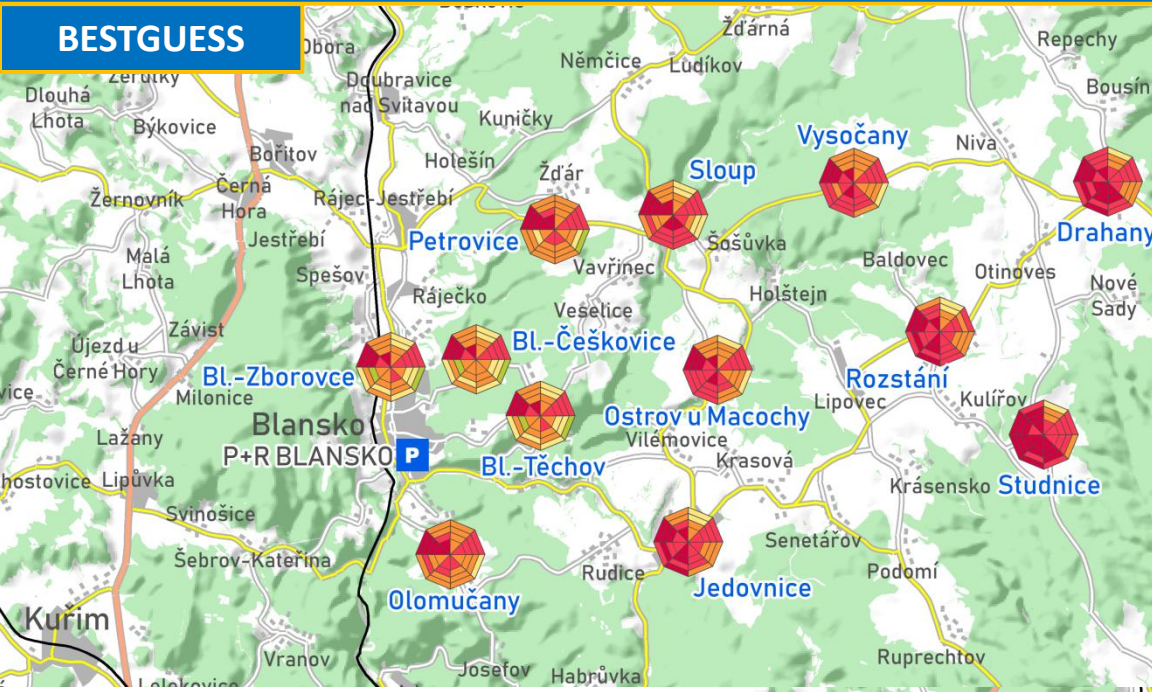 BESTGUESS
Žďárná
Repechy
Obora
Němčice
Ludíkov
Dlouhá
Lhota
Doubravice
nad Svitavou
Bousín
Býkovice
Kuničky
Vysočany
Niva
Bořitov
Holešín
Žďár
Sloup
Žernovník
Černá
Hora
Rájec-Jestřebí
Jestřebí
Petrovice
Šošůvka
Drahany
Malá
Lhota
Spešov
Vavřinec
Baldovec
Otinoves
Nové
Sady
Ráječko
Holštejn
Veselice
Závist
Újezd u
Černé Hory
Bl.-Češkovice
Bl.-Zborovce
Rozstání
Milonice
Kulířov
Lipovec
Ostrov u Macochy
Blansko
Lažany
Vilémovice
P+R BLANSKO
P
Bl.-Těchov
Krasová
Lipůvka
Krásensko
Studnice
Svinošice
Senetářov
Šebrov-Kateřina
Rudice
Podomí
Jedovnice
Olomučany
Kuřim
Vranov
Josefov
Habrůvka
Ruprechtov